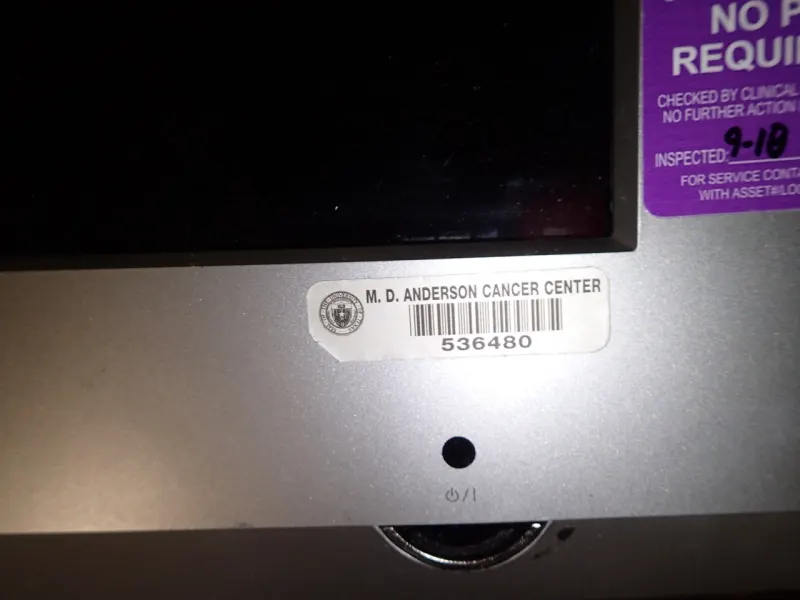 NO P
REQUI
CHECKED BY CLINICAL
NO FURTHER ACTION
INSPECTED: 9-18
FOR SERVICE CONTA
WITH ASSET#/LO
M. D. ANDERSON CANCER CENTER
536480